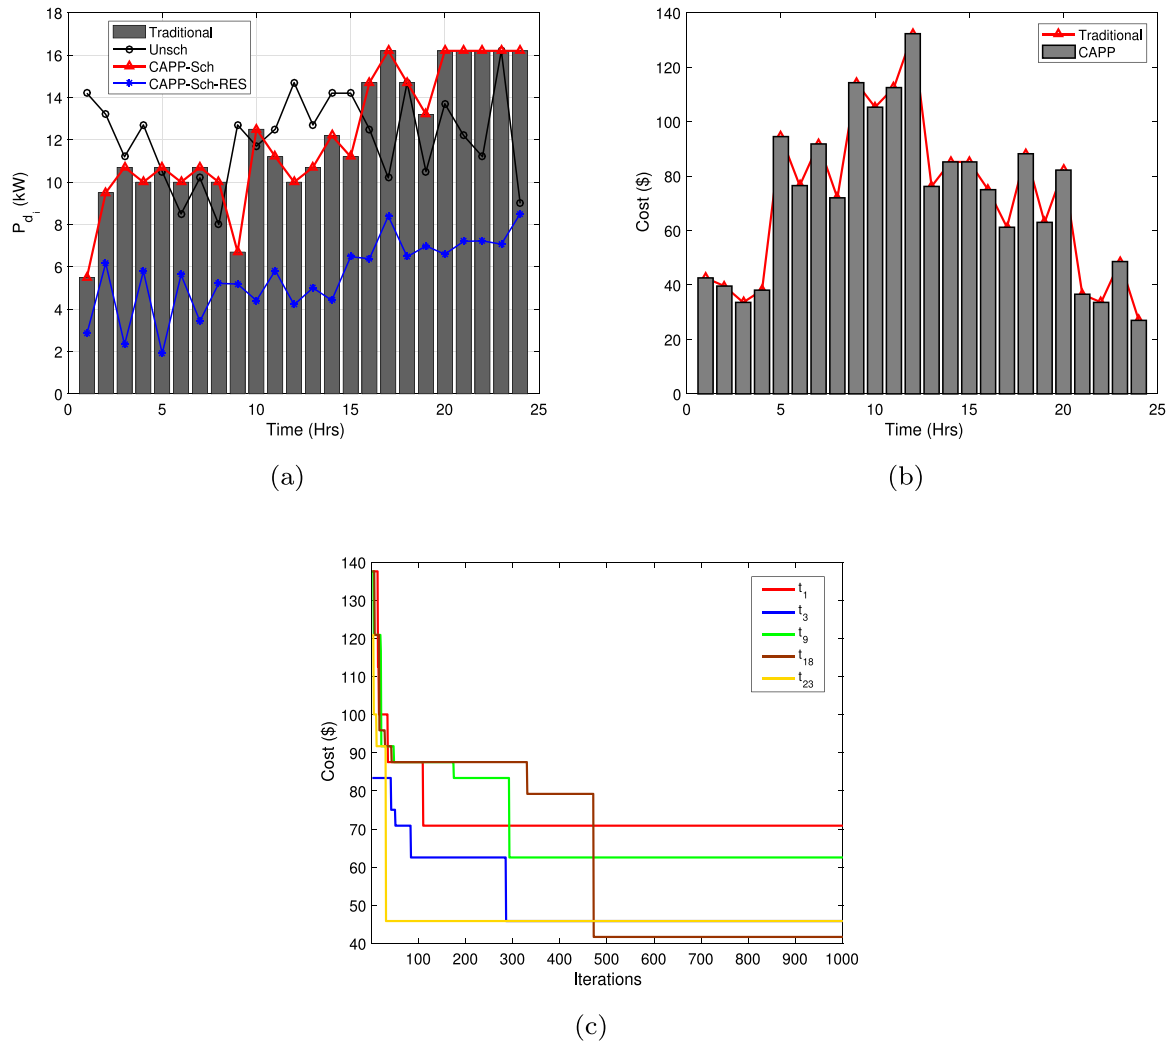 18
16
14
12
10
8
6
4
2
0
P_{d_i} (kW)
Traditional
Unsch
CAPP-Sch
CAPP-Sch-RES
0 5 10 15 20 25
Time (Hrs)
(a)
140
120
100
80
60
40
20
0
Cost ($)
Traditional
CAPP
0 5 10 15 20 25
Time (Hrs)
(b)
140
130
120
110
100
90
80
70
60
50
40
Cost ($)
t_1
t_3
t_9
t_18
t_23
100 200 300 400 500 600 700 800 900 1000
Iterations
(c)